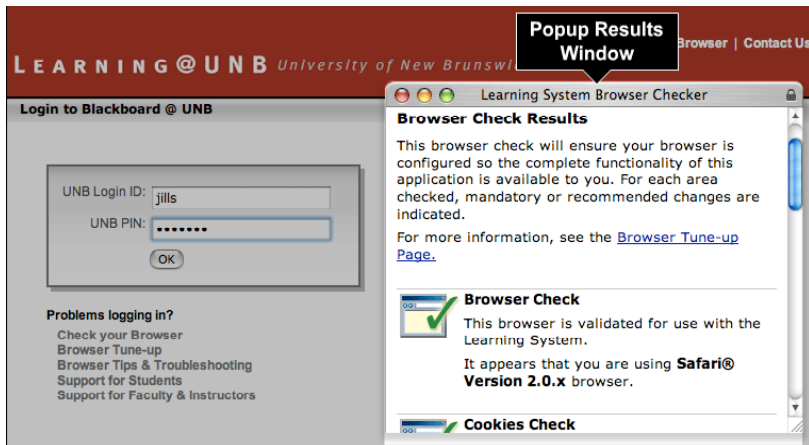 Popup Results
Window
Browser | Contact Us
LEARNING@UNB University of New Brunswi
Login to Blackboard @ UNB
UNB Login ID: jills
UNB PIN: •••••••
OK
Problems logging in?
Check your Browser
Browser Tune-up
Browser Tips & Troubleshooting
Support for Students
Support for Faculty & Instructors
Learning System Browser Checker
Browser Check Results
This browser check will ensure your browser is
configured so the complete functionality of this
application is available to you. For each area
checked, mandatory or recommended changes are
indicated.
For more information, see the Browser Tune-up
Page.
Browser Check
This browser is validated for use with the
Learning System.
It appears that you are using Safari®
Version 2.0.x browser.
Cookies Check